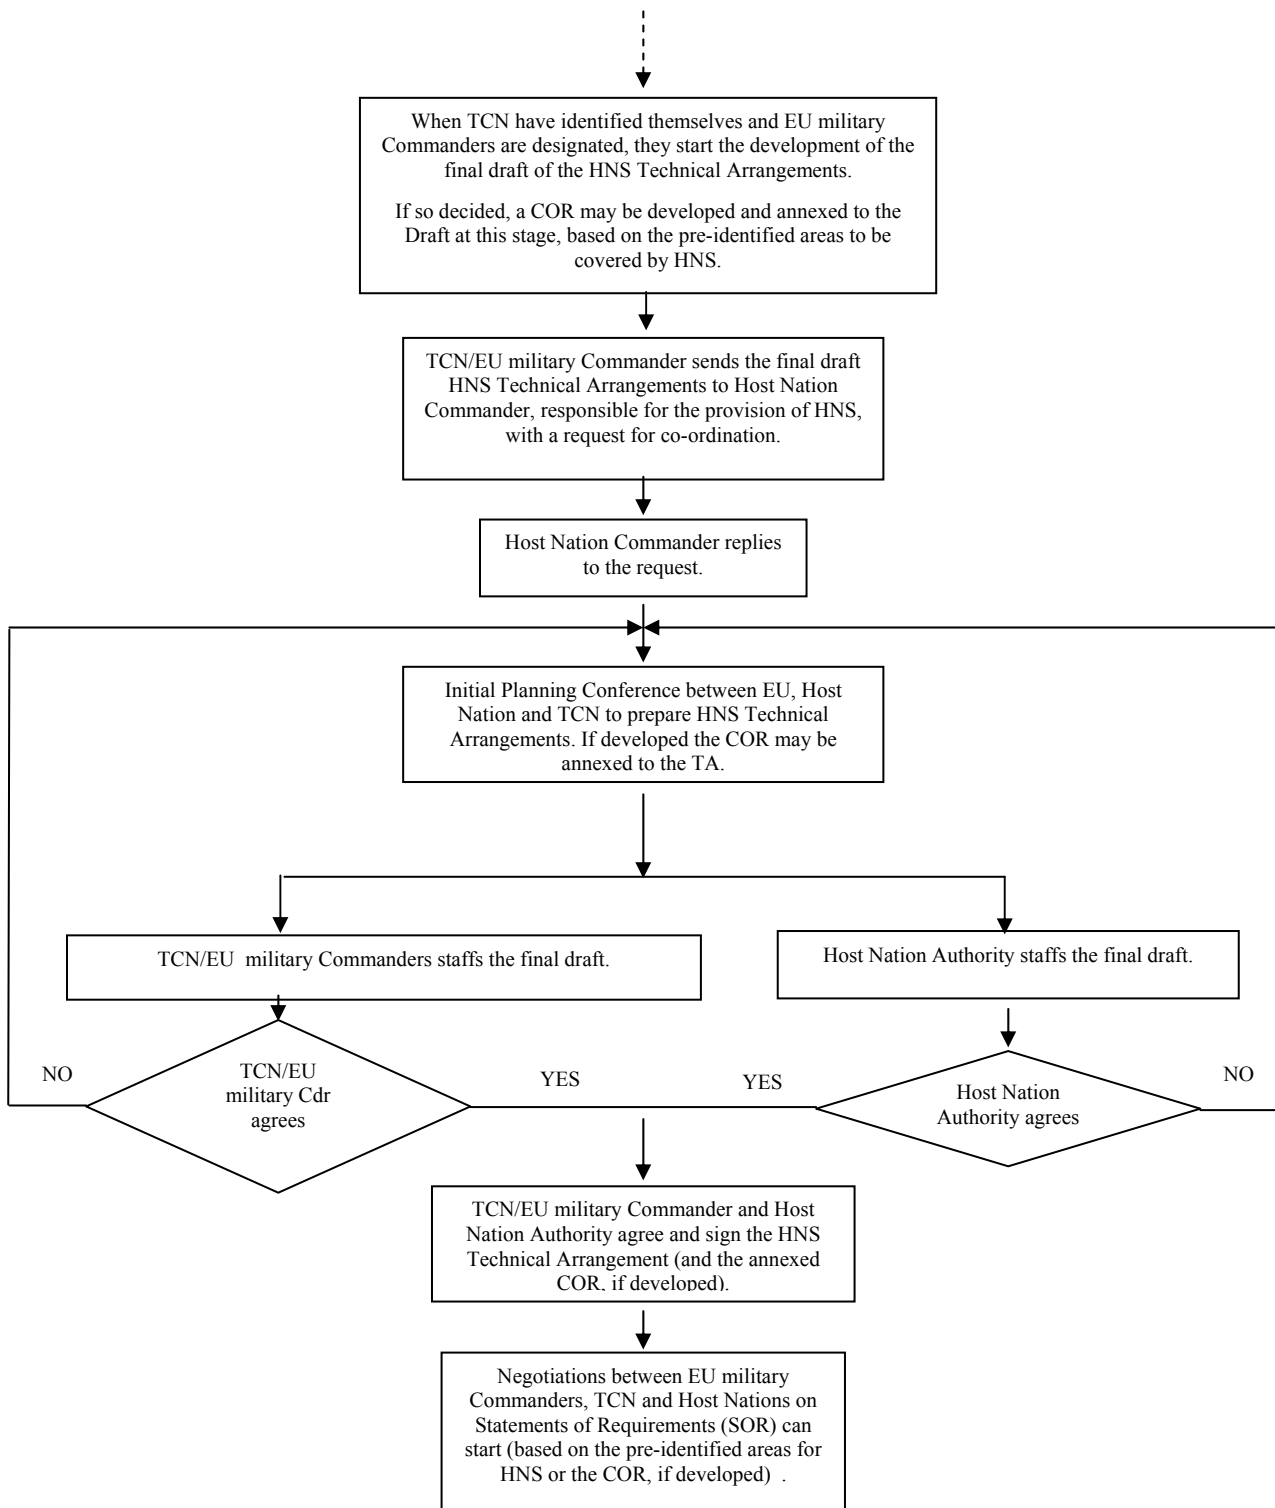 When TCN have identified themselves and EU military
Commanders are designated, they start the development of the
final draft of the HNS Technical Arrangements.
If so decided, a COR may be developed and annexed to the
Draft at this stage, based on the pre-identified areas to be
covered by HNS.
TCN/EU military Commander sends the final draft
HNS Technical Arrangements to Host Nation
Commander, responsible for the provision of HNS,
with a request for co-ordination.
Host Nation Commander replies
to the request.
Initial Planning Conference between EU, Host
Nation and TCN to prepare HNS Technical
Arrangements. If developed the COR may be
annexed to the TA.
TCN/EU  military Commanders staffs the final draft.
Host Nation Authority staffs the final draft.
NO
TCN/EU
military Cdr
agrees
YES
YES
Host Nation
Authority agrees
NO
TCN/EU military Commander and Host
Nation Authority agree and sign the HNS
Technical Arrangement (and the annexed
COR, if developed).
Negotiations between EU military
Commanders, TCN and Host Nations on
Statements of Requirements (SOR) can
start (based on the pre-identified areas for
HNS or the COR, if developed)  .